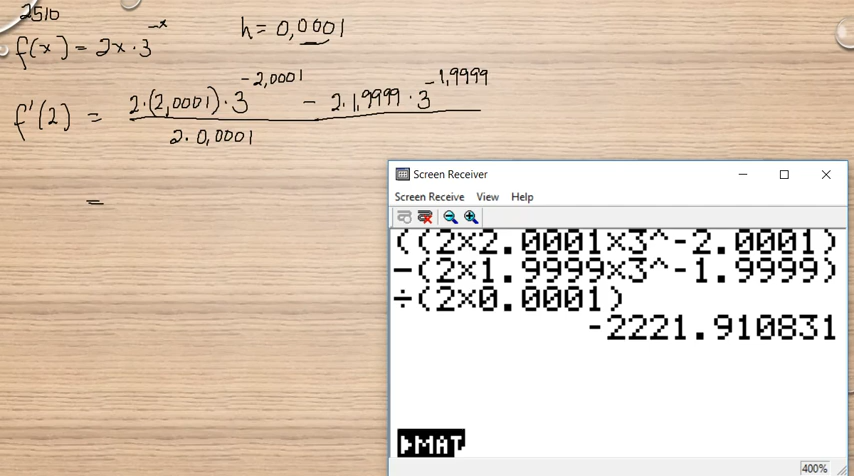 2510
f(x) = 2x · 3^-x    h = 0,0001
f'(2) = (2·(2,0001)·3^-2,0001 - 2·1,9999·3^-1,9999) / (2·0,0001)
=
Screen Receiver
Screen Receive View Help
((2×2.0001×3^-2.0001)
-(2×1.9999×3^-1.9999)
÷(2×0.0001)
-2221.910831
▶MAT
400%